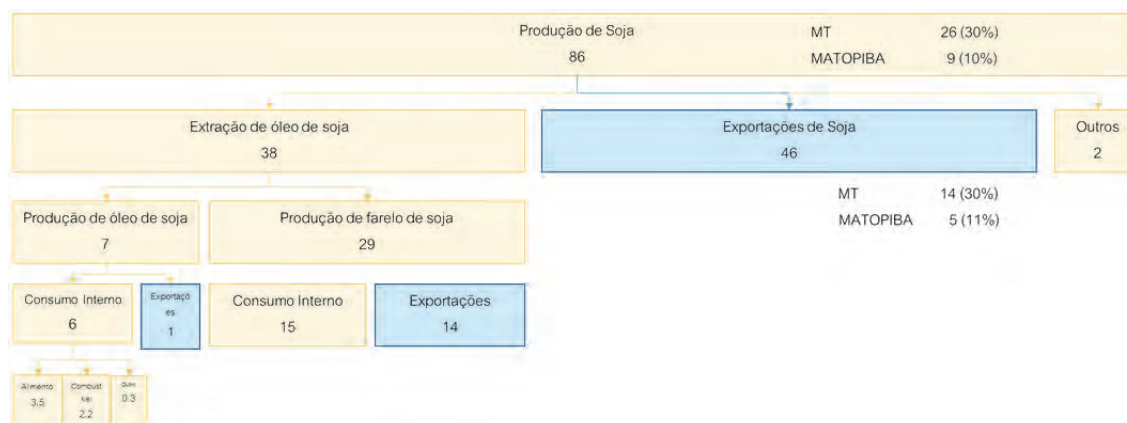 Produção de Soja
86
MT 26 (30%)
MATOPIBA 9 (10%)
Extração de óleo de soja
38
Exportações de Soja
46
Outros
2
MT 14 (30%)
MATOPIBA 5 (11%)
Produção de óleo de soja
7
Produção de farelo de soja
29
Consumo Interno
6
Exportaçõ
es
1
Consumo Interno
15
Exportações
14
Alimento
3.5
Combust
ível
2.2
Outro
0.3